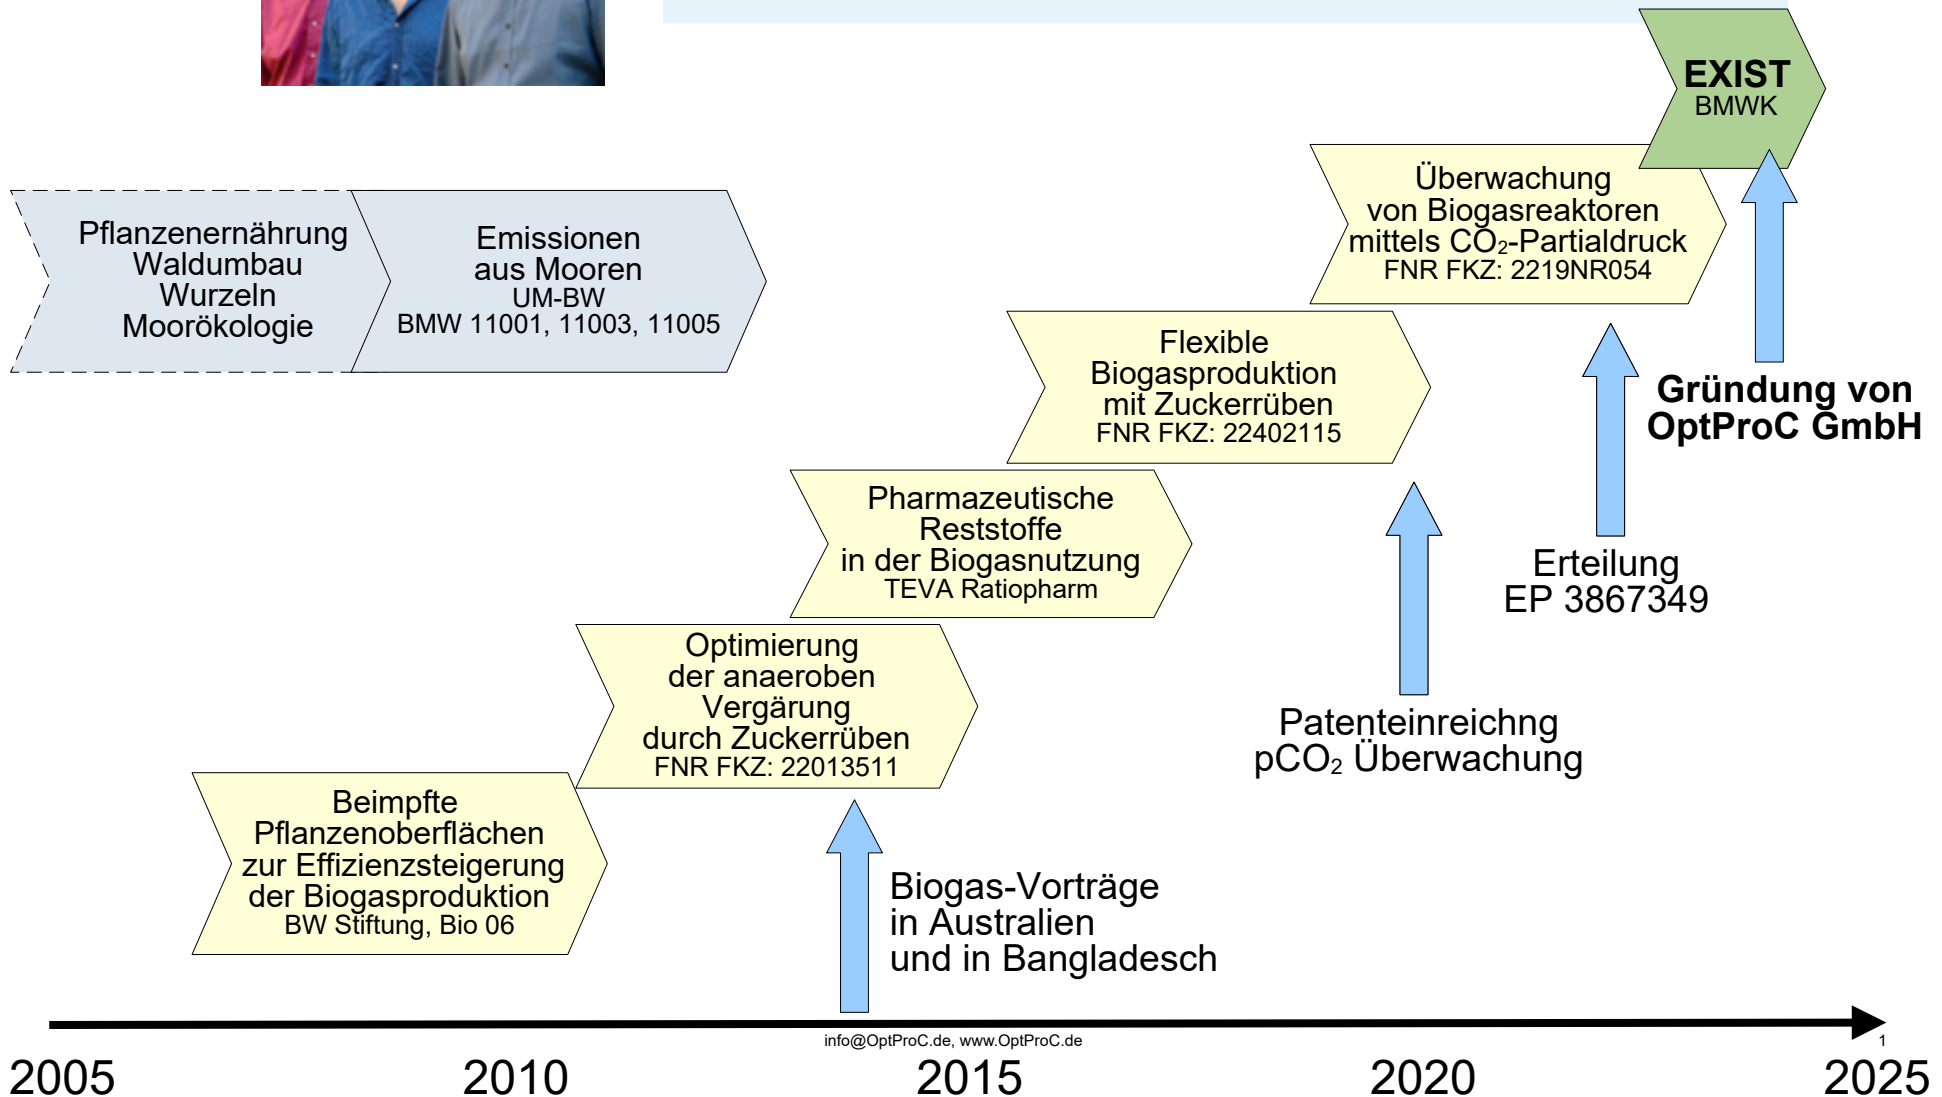 EXIST
BMWK
Überwachung
von Biogasreaktoren
mittels CO₂-Partialdruck
FNR FKZ: 2219NR054
Pflanzenernährung
Waldumbau
Wurzeln
Moorökologie
Emissionen
aus Mooren
UM-BW
BMW 11001, 11003, 11005
Flexible
Biogasproduktion
mit Zuckerrüben
FNR FKZ: 22402115
Gründung von
OptProC GmbH
Pharmazeutische
Reststoffe
in der Biogasnutzung
TEVA Ratiopharm
Erteilung
EP 3867349
Optimierung
der anaeroben
Vergärung
durch Zuckerrüben
FNR FKZ: 22013511
Patenteinreichng
pCO₂ Überwachung
Beimpfte
Pflanzenoberflächen
zur Effizienzsteigerung
der Biogasproduktion
BW Stiftung, Bio 06
Biogas-Vorträge
in Australien
und in Bangladesch
info@OptProC.de, www.OptProC.de
1
2005 2010 2015 2020 2025